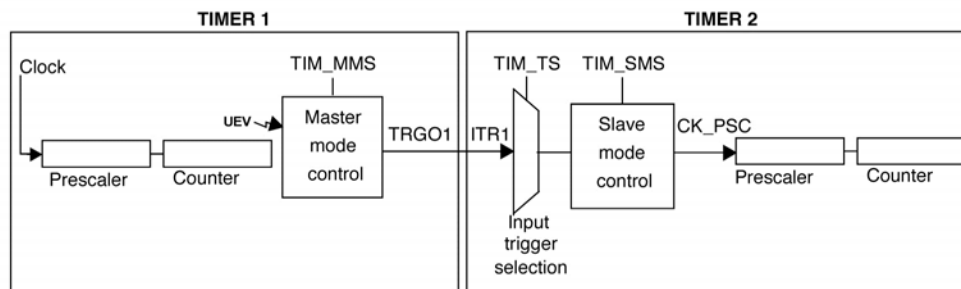 TIMER 1
TIMER 2
Clock
TIM_MMS
TIM_TS
TIM_SMS
UEV
Master
mode
control
TRGO1
ITR1
Slave
mode
control
CK_PSC
Prescaler
Counter
Prescaler
Counter
Input
trigger
selection